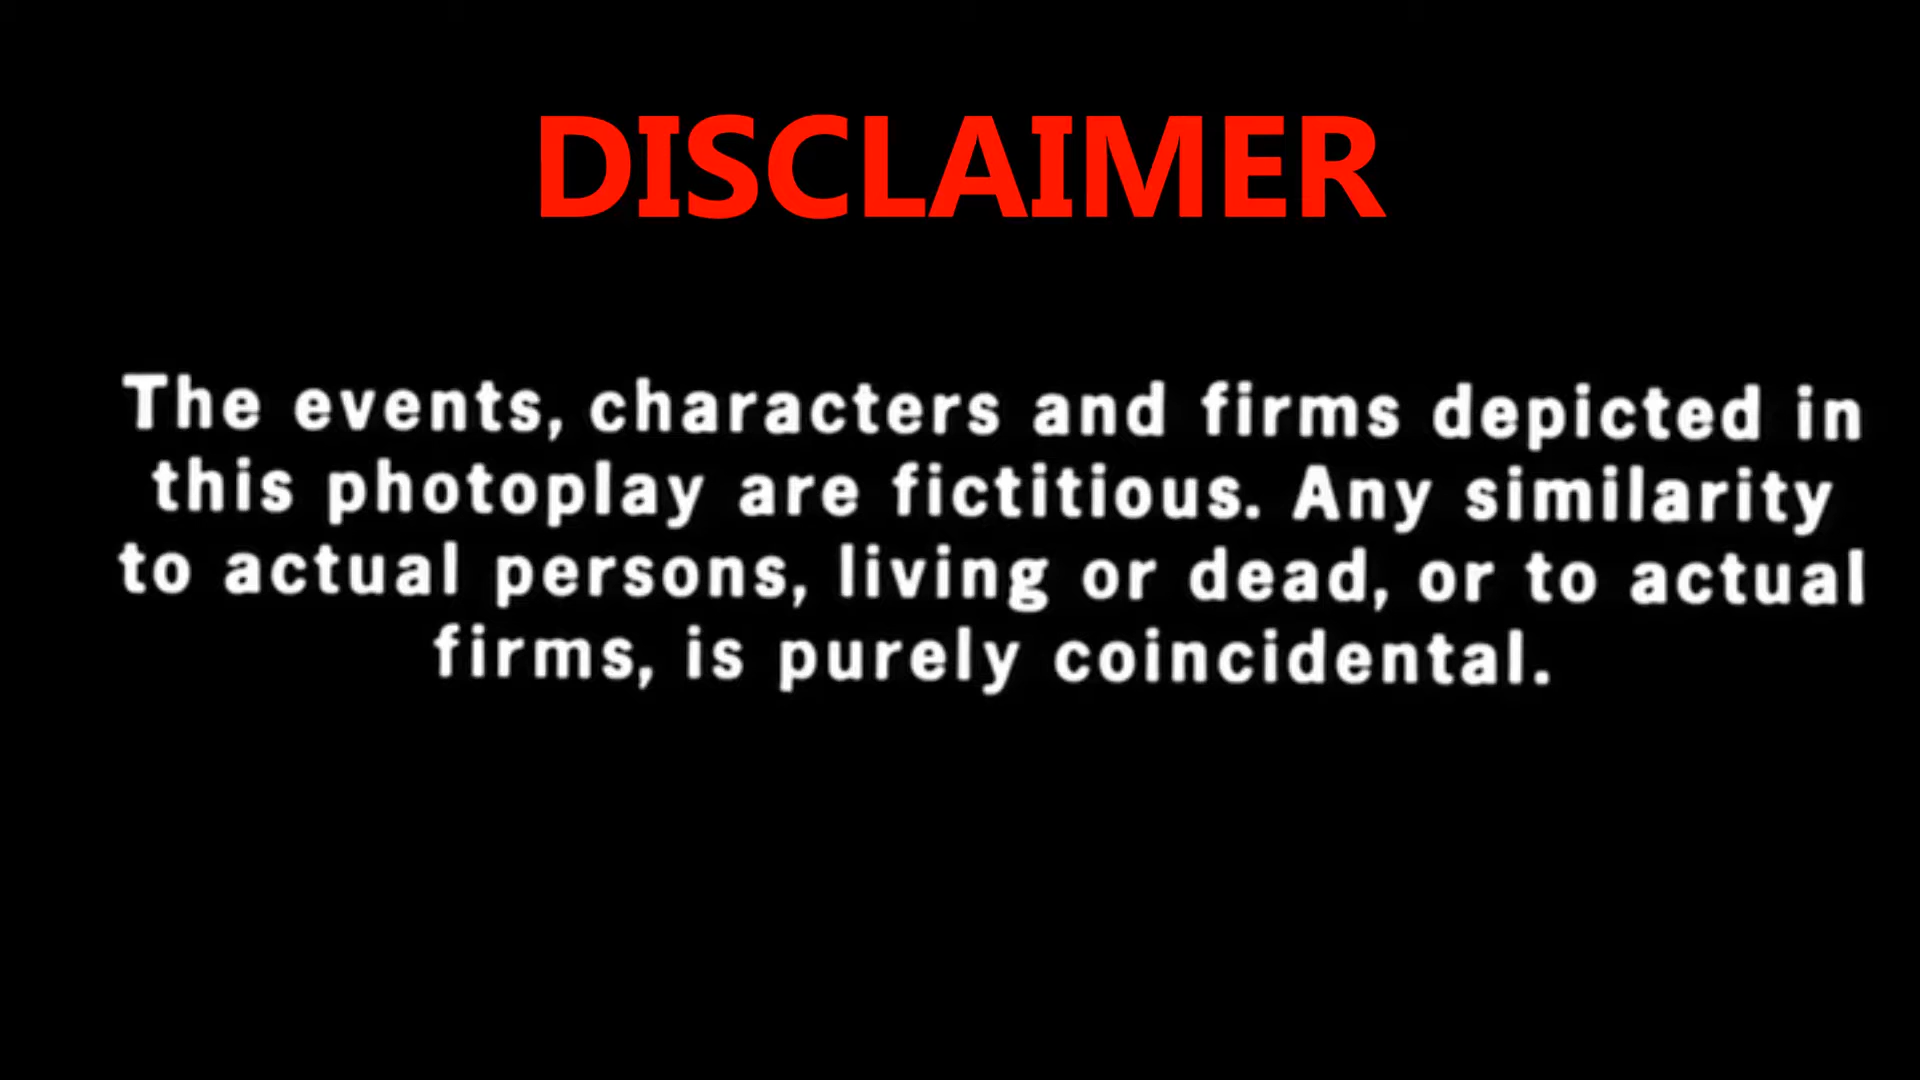 DISCLAIMER
The events, characters and firms depicted in
this photoplay are fictitious. Any similarity
to actual persons, living or dead, or to actual
firms, is purely coincidental.